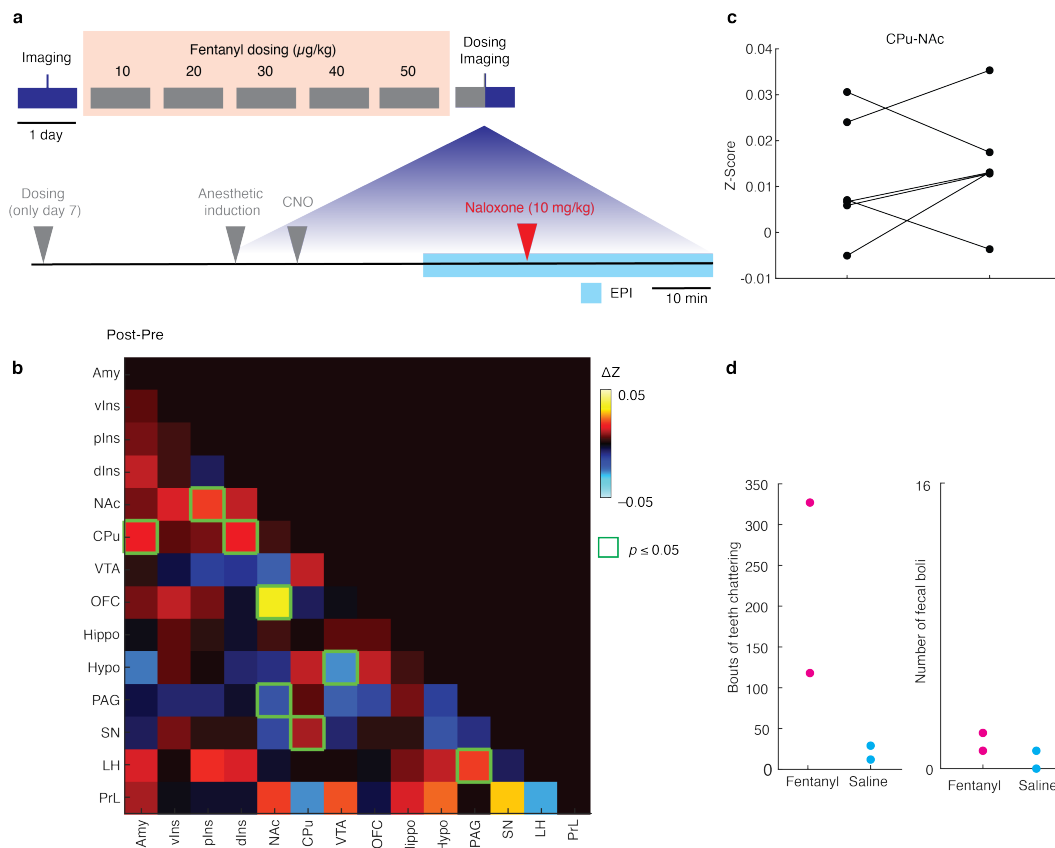 a
Imaging
Fentanyl dosing (µg/kg)
10 20 30 40 50
Dosing
Imaging
1 day
Dosing
(only day 7)
Anesthetic
induction
CNO
Naloxone (10 mg/kg)
EPI
10 min
c
CPu-NAc
Z-Score
0.04
0.03
0.02
0.01
0
-0.01
b
Post-Pre
Amy
vIns
pIns
dIns
NAc
CPu
VTA
OFC
Hippo
Hypo
PAG
SN
LH
PrL
Amy
vIns
pIns
dIns
NAc
CPu
VTA
OFC
lippo
Hypo
PAG
SN
LH
PrL
ΔZ
0.05
−0.05
p ≤ 0.05
d
Bouts of teeth chattering
350
300
250
200
150
100
50
0
Fentanyl Saline
Number of fecal boli
16
0
Fentanyl Saline